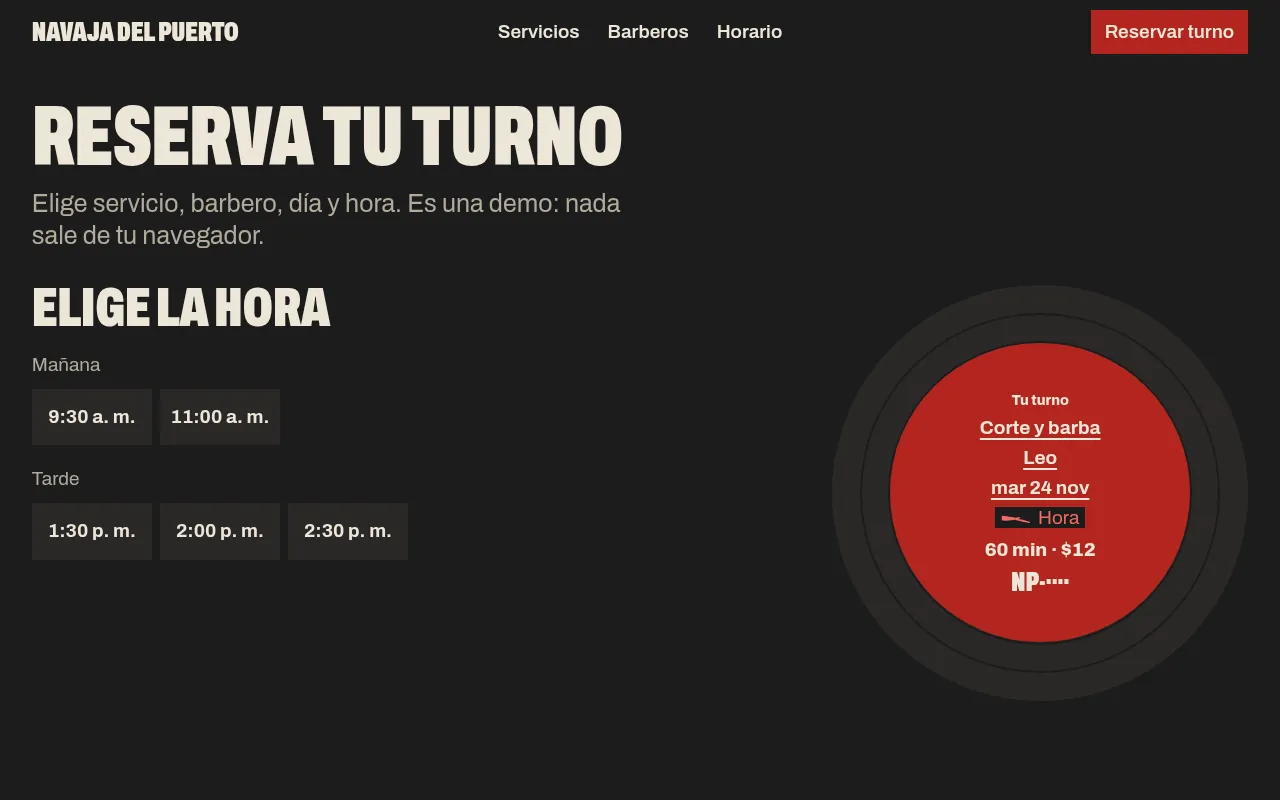 NAVAJA DEL PUERTO
Servicios
Barberos
Horario
Reservar turno
RESERVA TU TURNO
Elige servicio, barbero, día y hora. Es una demo: nada
sale de tu navegador.
ELIGE LA HORA
Mañana
9:30 a. m.
11:00 a. m.
Tarde
1:30 p. m.
2:00 p. m.
2:30 p. m.
Tu turno
Corte y barba
Leo
mar 24 nov
Hora
60 min · $12
NP-····